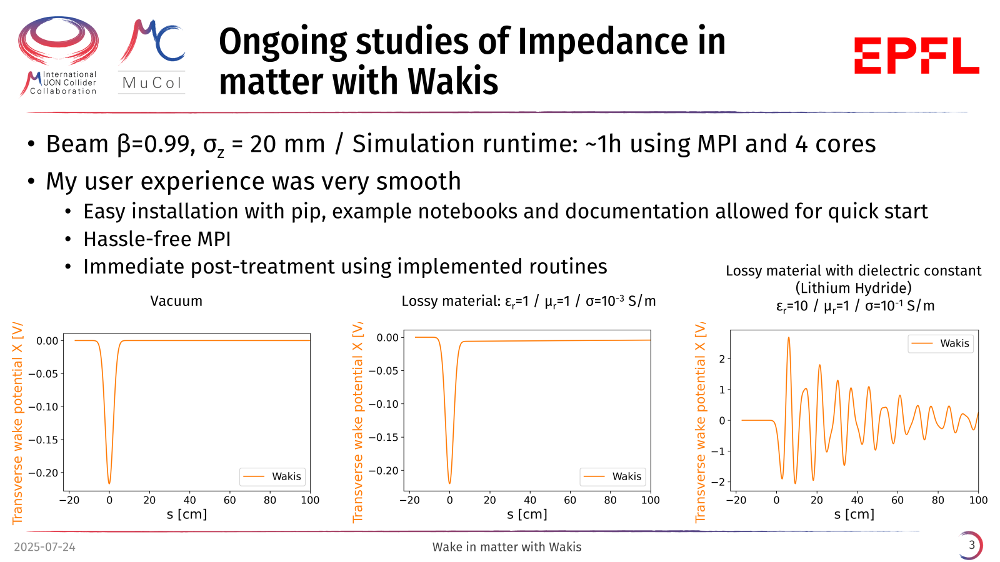 International
UON Collider
Collaboration
MuCol
Ongoing studies of Impedance in
matter with Wakis
EPFL
• Beam β=0.99, σz = 20 mm / Simulation runtime: ~1h using MPI and 4 cores
• My user experience was very smooth
• Easy installation with pip, example notebooks and documentation allowed for quick start
• Hassle-free MPI
• Immediate post-treatment using implemented routines
Vacuum
Transverse wake potential X [V/
0.00
−0.05
−0.10
−0.15
−0.20
Wakis
−20 0 20 40 60 80 100
s [cm]
Lossy material: εr=1 / μr=1 / σ=10⁻³ S/m
Transverse wake potential X [V/
0.00
−0.05
−0.10
−0.15
−0.20
Wakis
−20 0 20 40 60 80 100
s [cm]
Lossy material with dielectric constant
(Lithium Hydride)
εr=10 / μr=1 / σ=10⁻¹ S/m
Transverse wake potential X [V/
Wakis
2
1
0
−1
−2
−20 0 20 40 60 80 100
s [cm]
2025-07-24
Wake in matter with Wakis
3